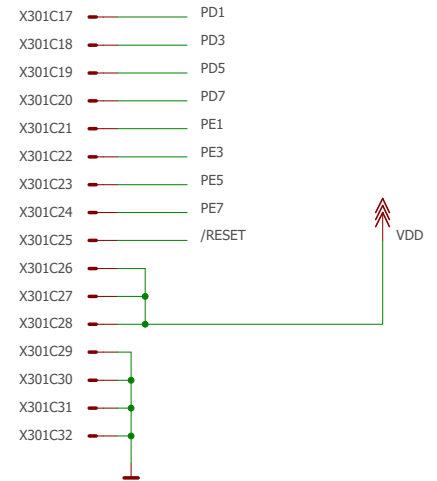 X301C17 PD1
X301C18 PD3
X301C19 PD5
X301C20 PD7
X301C21 PE1
X301C22 PE3
X301C23 PE5
X301C24 PE7
X301C25 /RESET
VDD
X301C26
X301C27
X301C28
X301C29
X301C30
X301C31
X301C32